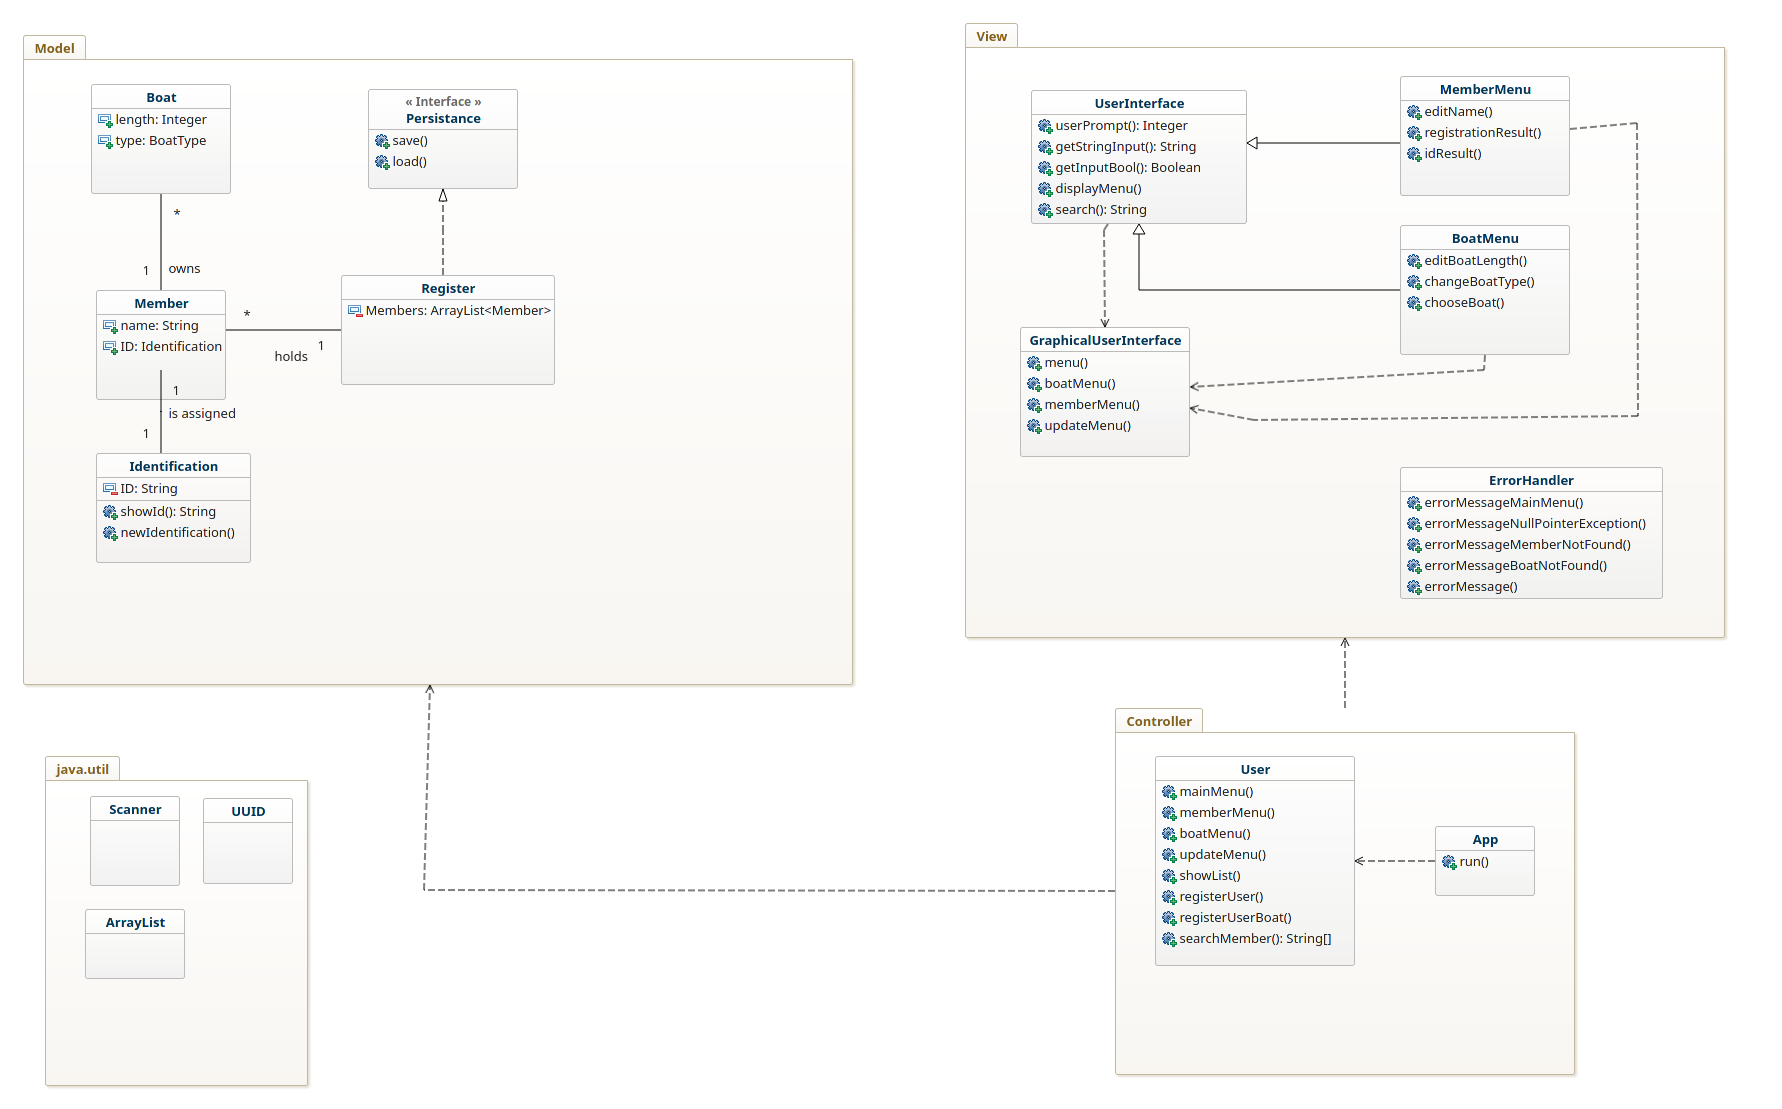 Model
Boat
length: Integer
type: BoatType
« Interface »
Persistance
save()
load()
*
1
owns
Member
name: String
ID: Identification
*
1
holds
Register
Members: ArrayList<Member>
1
is assigned
1
Identification
ID: String
showId(): String
newIdentification()
View
UserInterface
userPrompt(): Integer
getStringInput(): String
getInputBool(): Boolean
displayMenu()
search(): String
MemberMenu
editName()
registrationResult()
idResult()
BoatMenu
editBoatLength()
changeBoatType()
chooseBoat()
GraphicalUserInterface
menu()
boatMenu()
memberMenu()
updateMenu()
ErrorHandler
errorMessageMainMenu()
errorMessageNullPointerException()
errorMessageMemberNotFound()
errorMessageBoatNotFound()
errorMessage()
java.util
Scanner
UUID
ArrayList
Controller
User
mainMenu()
memberMenu()
boatMenu()
updateMenu()
showList()
registerUser()
registerUserBoat()
searchMember(): String[]
App
run()